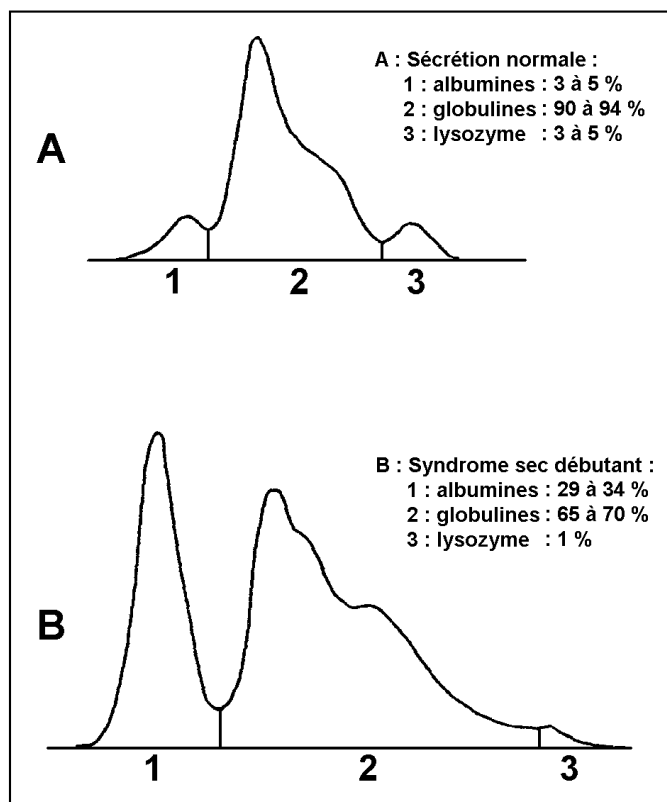 A : Sécrétion normale :
1 : albumines : 3 à 5 %
2 : globulines : 90 à 94 %
3 : lysozyme : 3 à 5 %
A
1 2 3
B : Syndrome sec débutant :
1 : albumines : 29 à 34 %
2 : globulines : 65 à 70 %
3 : lysozyme : 1 %
B
1 2 3